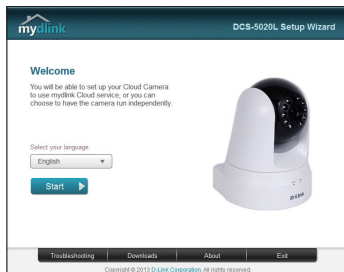 mydlink
DCS-5020L Setup Wizard
Welcome
You will be able to set up your Cloud Camera
to use mydlink Cloud service, or you can
choose to have the camera run independently.
Select your language:
English
Start
D-Link
Troubleshooting
Downloads
About
Exit
Copyright © 2013 D-Link Corporation. All rights reserved.